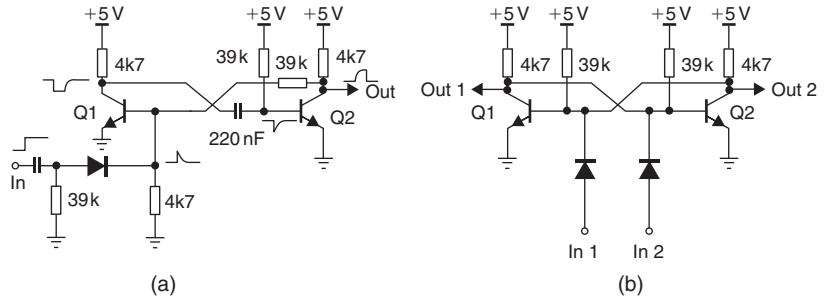 +5 V
+5 V
+5 V
4k7
39k
39k
4k7
Out
Q1
Q2
220 nF
In
39k
4k7
(a)
+5 V
+5 V
+5 V
+5 V
4k7
39k
39k
4k7
Out 1
Out 2
Q1
Q2
In 1
In 2
(b)